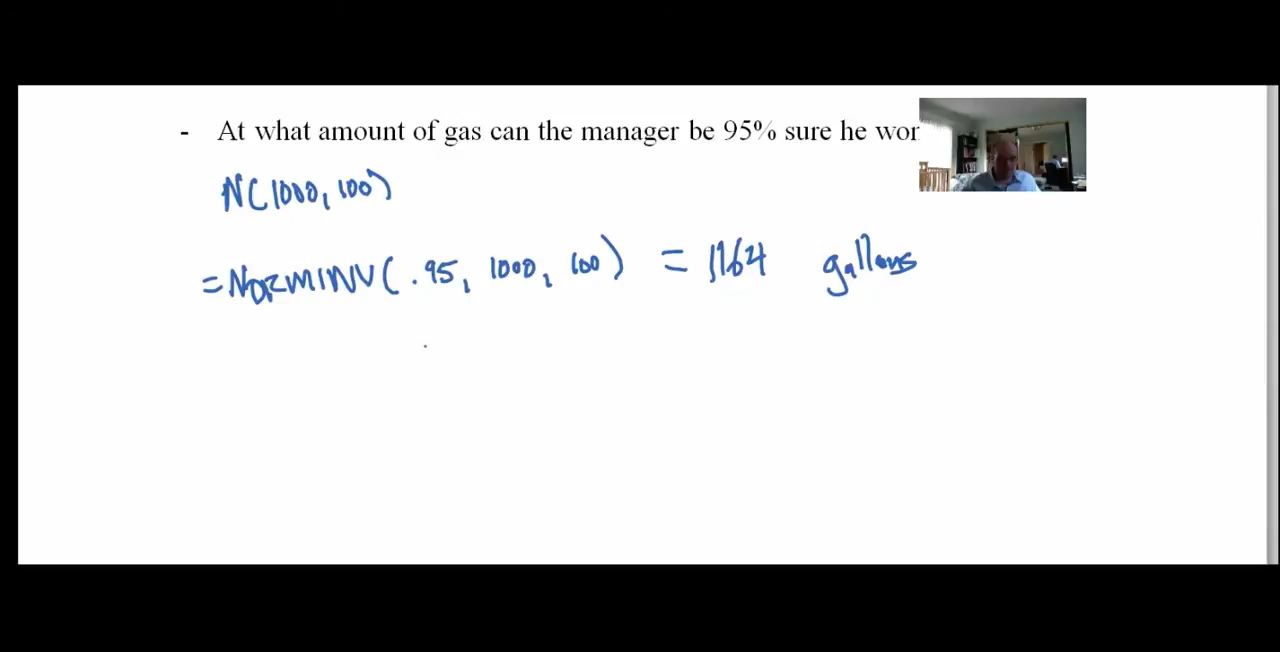 - At what amount of gas can the manager be 95% sure he wor
N(1000, 100)
=NORMINV( .95, 1000, 100) = 1164 gallons